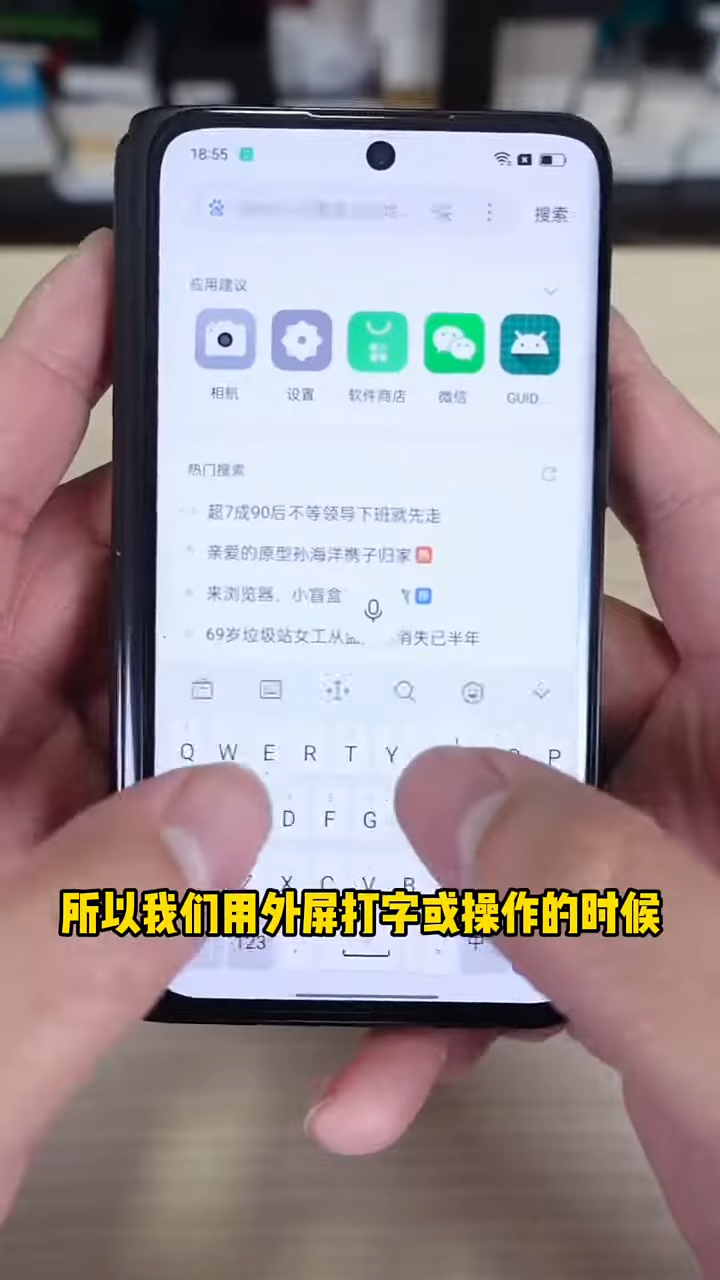 18:55
搜索
应用建议
相机
设置
软件商店
微信
GUID...
热门搜索
超7成90后不等领导下班就先走
亲爱的原型孙海洋携子归家 热
来浏览器，小盲盒
69岁垃圾站女工从 消失已半年
Q W E R T Y O P
D F G
X C V B
所以我们用外屏打字或操作的时候
123 中